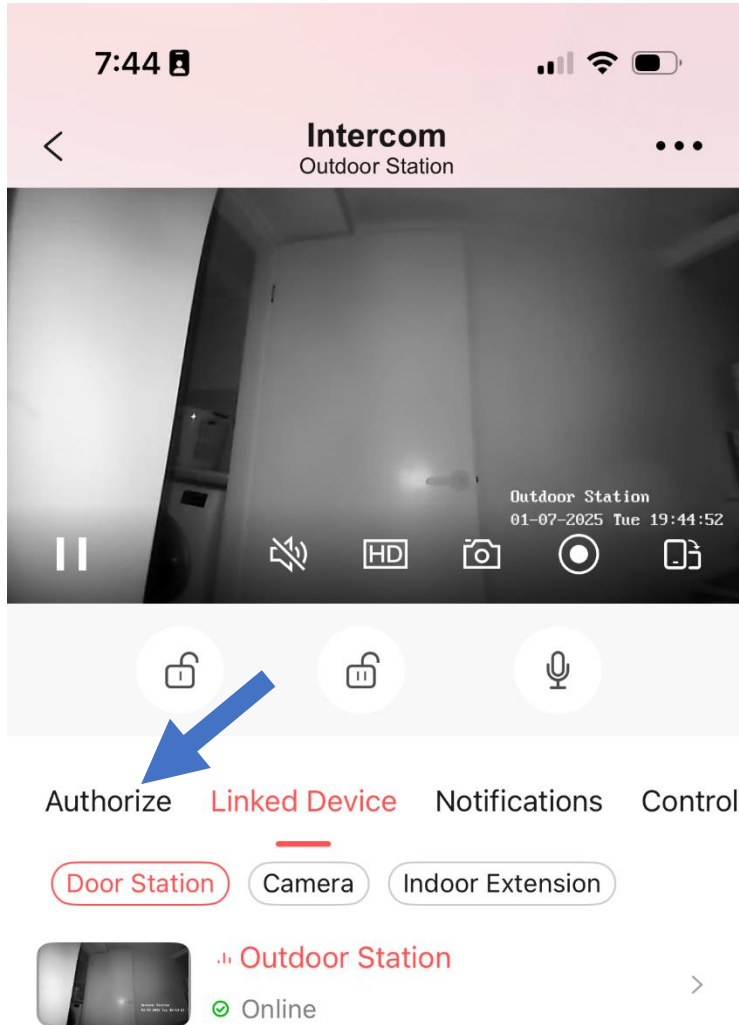 7:44
Intercom
Outdoor Station
Outdoor Station
01-07-2025 Tue 19:44:52
HD
Authorize Linked Device Notifications Control
Door Station Camera Indoor Extension
Outdoor Station
Online